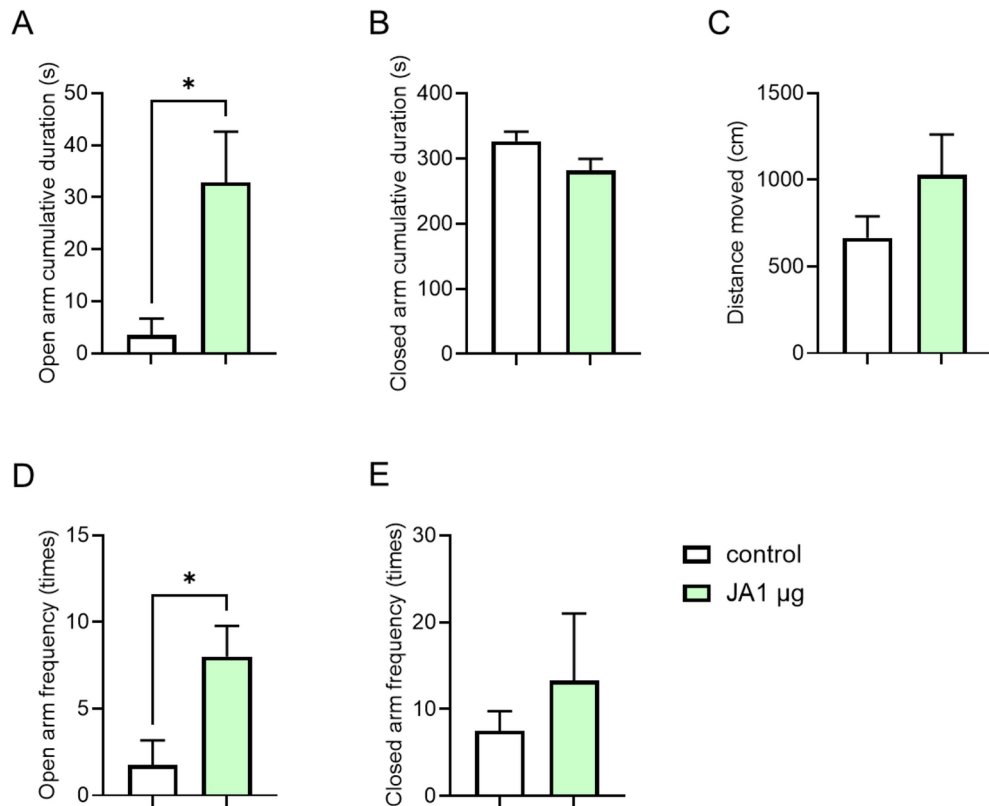 A
Open arm cumulative duration (s)
50
40
30
20
10
0
*
B
Closed arm cumulative duration (s)
400
300
200
100
0
C
Distance moved (cm)
1500
1000
500
0
D
Open arm frequency (times)
15
10
5
0
*
E
Closed arm frequency (times)
30
20
10
0
control
JA1 µg